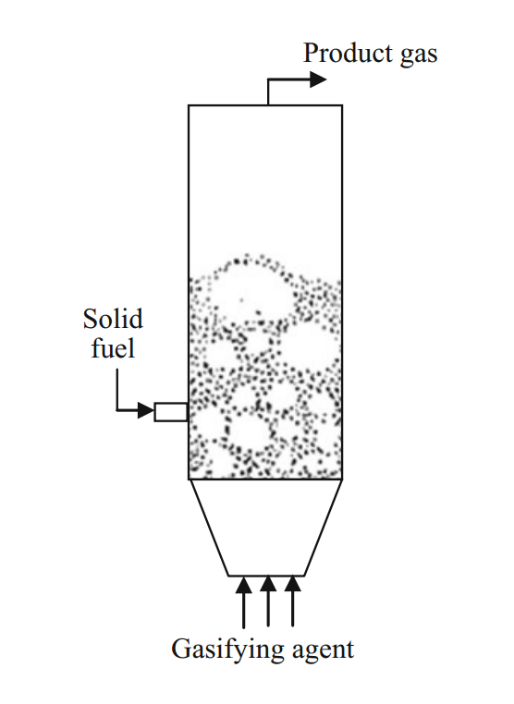 Product gas
Solid
fuel
Gasifying agent